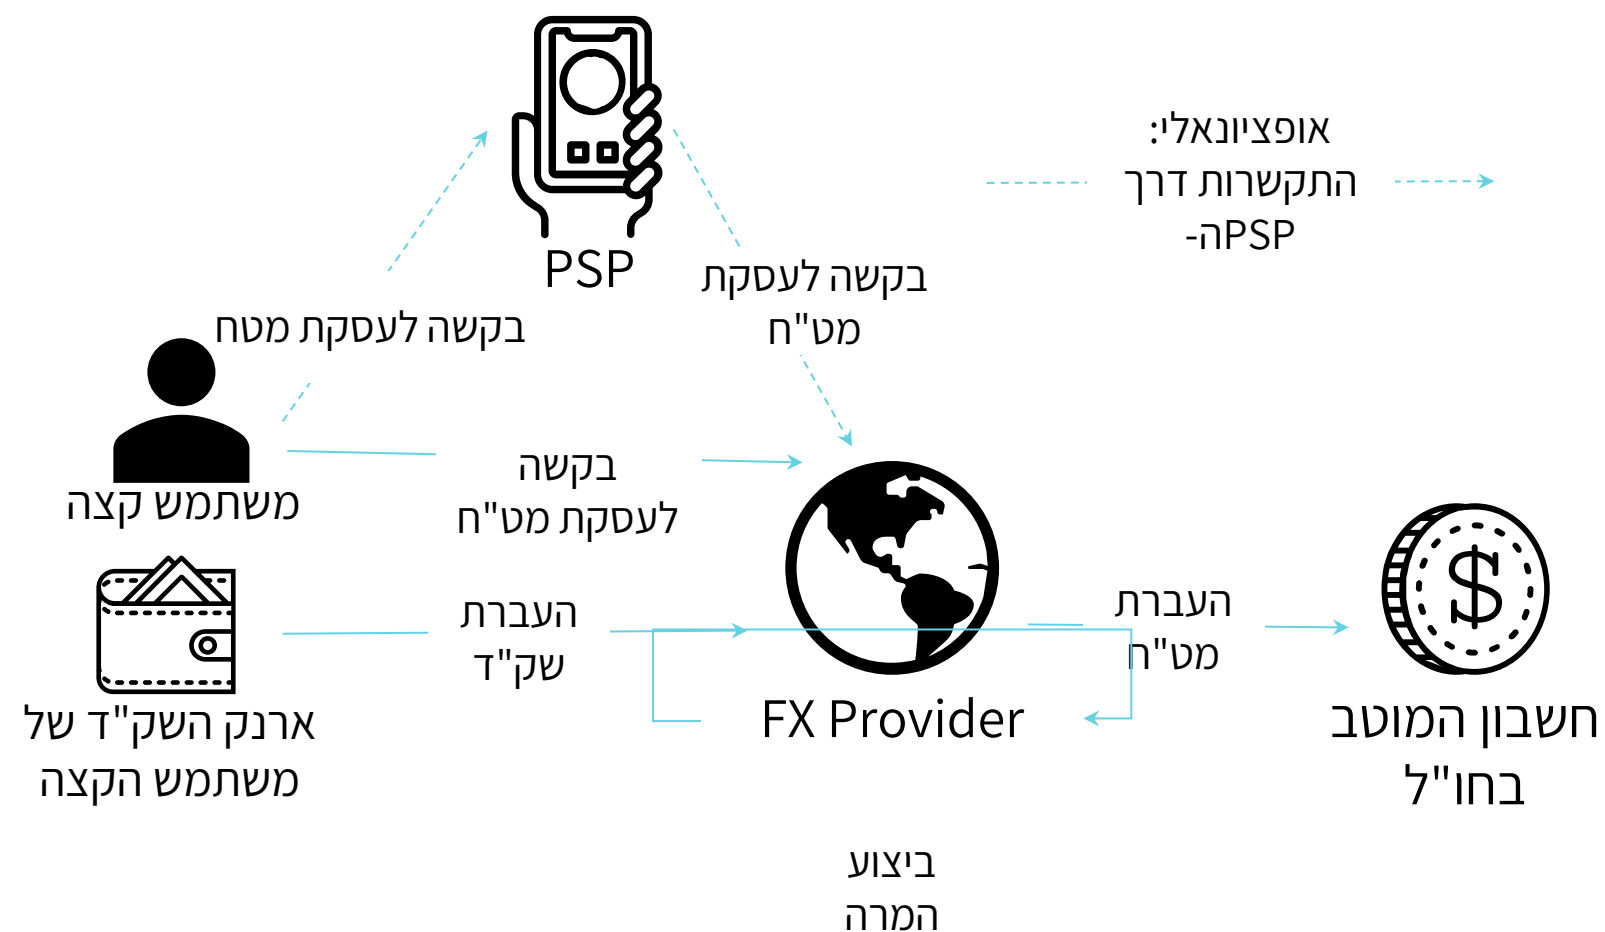 אופציונאלי:
התקשרות דרך
ה-PSP
PSP
בקשה לעסקת
מט"ח
בקשה לעסקת מטח
משתמש קצה
בקשה
לעסקת מט"ח
העברת
שק"ד
העברת
מט"ח
ארנק השק"ד של
משתמש הקצה
FX Provider
חשבון המוטב
בחו"ל
ביצוע
המרה